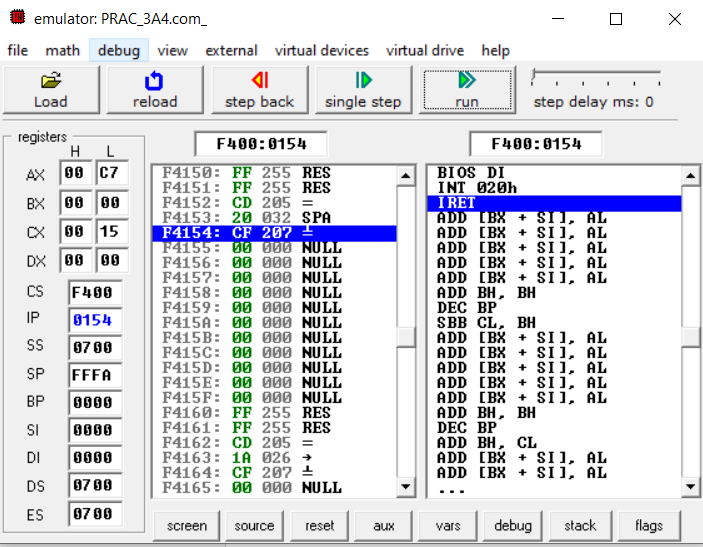 emulator: PRAC_3A4.com_
file math debug view external virtual devices virtual drive help
Load reload step back single step run step delay ms: 0
registers
H L
AX 00 C7
BX 00 00
CX 00 15
DX 00 00
CS F400
IP 0154
SS 0700
SP FFFA
BP 0000
SI 0000
DI 0000
DS 0700
ES 0700
F400:0154
F4150: FF 255 RES
F4151: FF 255 RES
F4152: CD 205 =
F4153: 20 032 SPA
F4154: CF 207 ╧
F4155: 00 000 NULL
F4156: 00 000 NULL
F4157: 00 000 NULL
F4158: 00 000 NULL
F4159: 00 000 NULL
F415A: 00 000 NULL
F415B: 00 000 NULL
F415C: 00 000 NULL
F415D: 00 000 NULL
F415E: 00 000 NULL
F415F: 00 000 NULL
F4160: FF 255 RES
F4161: FF 255 RES
F4162: CD 205 =
F4163: 1A 026 →
F4164: CF 207 ╧
F4165: 00 000 NULL
F400:0154
BIOS DI
INT 020h
IRET
ADD [BX + SI], AL
ADD [BX + SI], AL
ADD [BX + SI], AL
ADD [BX + SI], AL
ADD [BX + SI], AL
ADD BH, BH
DEC BP
SBB CL, BH
ADD [BX + SI], AL
ADD [BX + SI], AL
ADD [BX + SI], AL
ADD [BX + SI], AL
ADD [BX + SI], AL
ADD BH, BH
DEC BP
ADD BH, CL
ADD [BX + SI], AL
ADD [BX + SI], AL
...
screen source reset aux vars debug stack flags